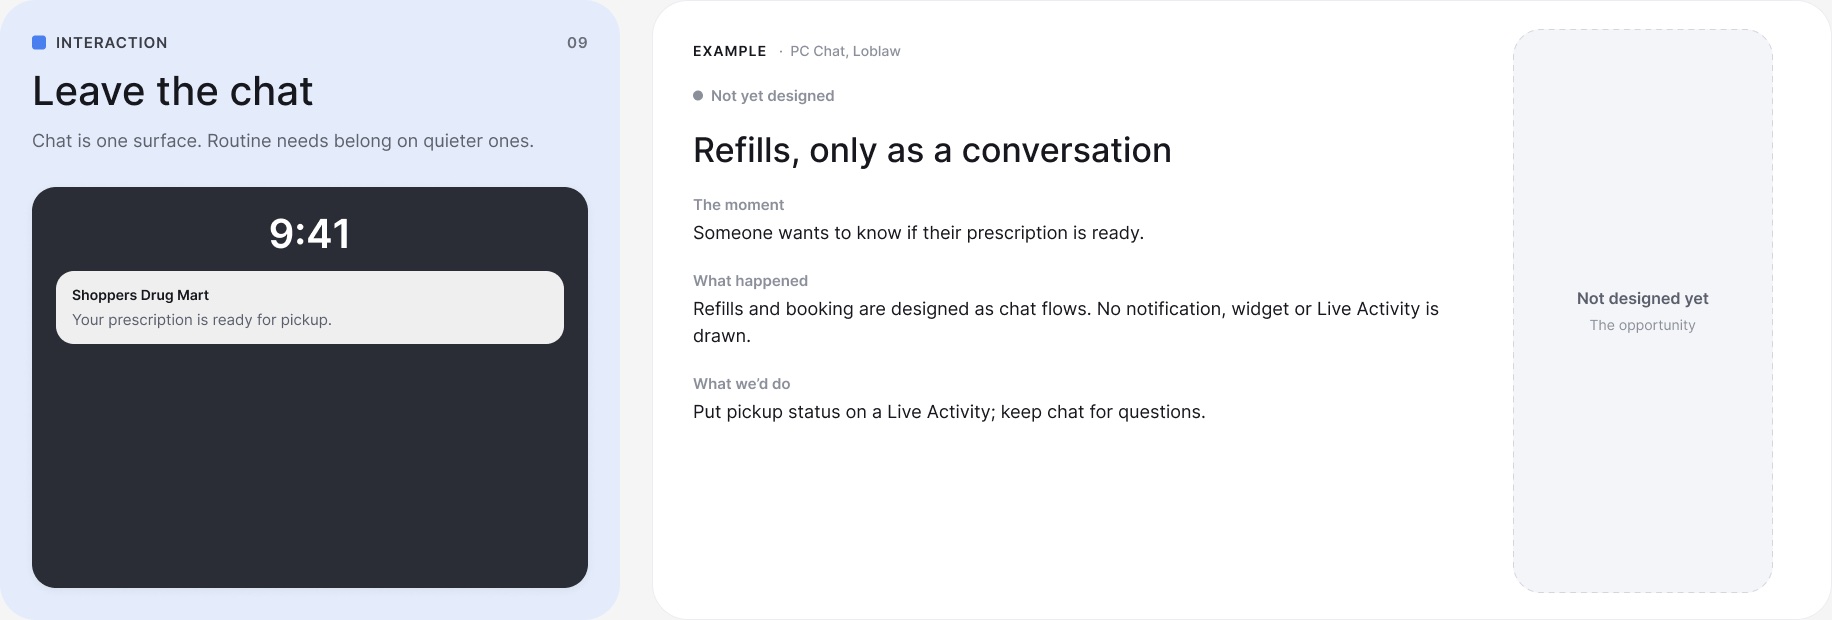 INTERACTION
09
Leave the chat
Chat is one surface. Routine needs belong on quieter ones.
9:41
Shoppers Drug Mart
Your prescription is ready for pickup.
EXAMPLE · PC Chat, Loblaw
Not yet designed
Refills, only as a conversation
The moment
Someone wants to know if their prescription is ready.
What happened
Refills and booking are designed as chat flows. No notification, widget or Live Activity is
drawn.
What we’d do
Put pickup status on a Live Activity; keep chat for questions.
Not designed yet
The opportunity